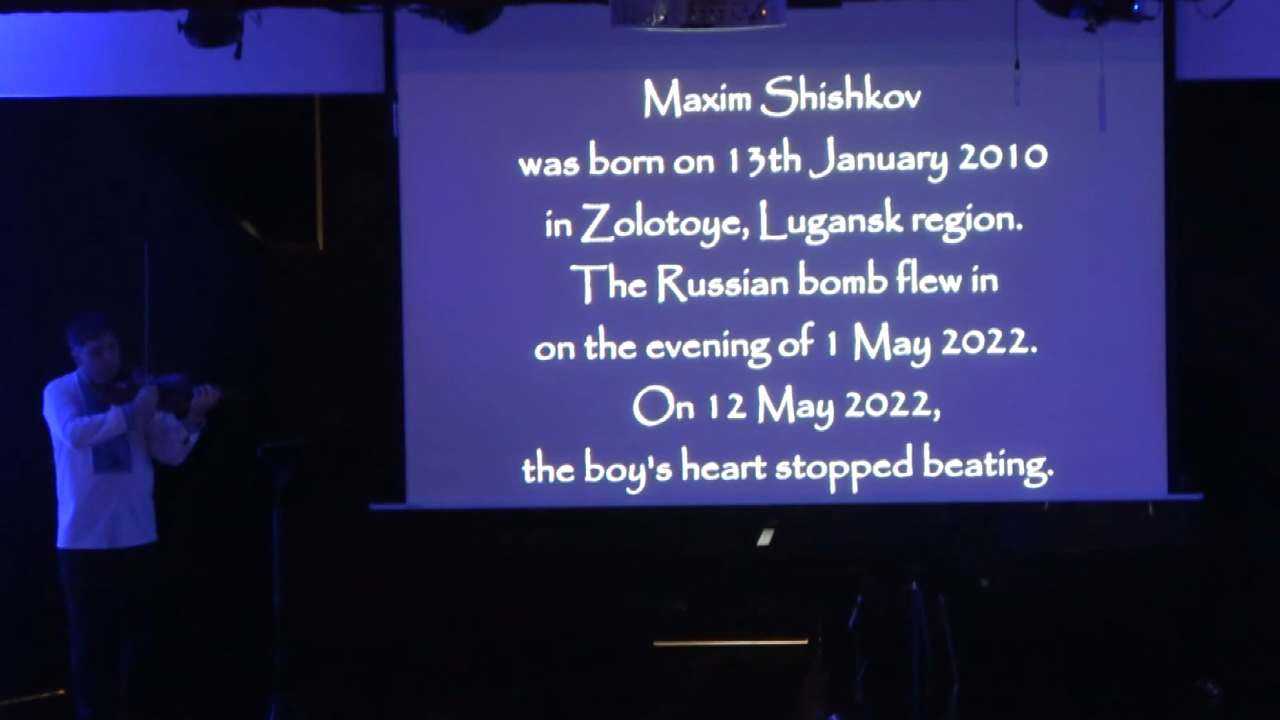 Maxim Shishkov
was born on 13th January 2010
in Zolotoye, Lugansk region.
The Russian bomb flew in
on the evening of 1 May 2022.
On 12 May 2022,
the boy's heart stopped beating.